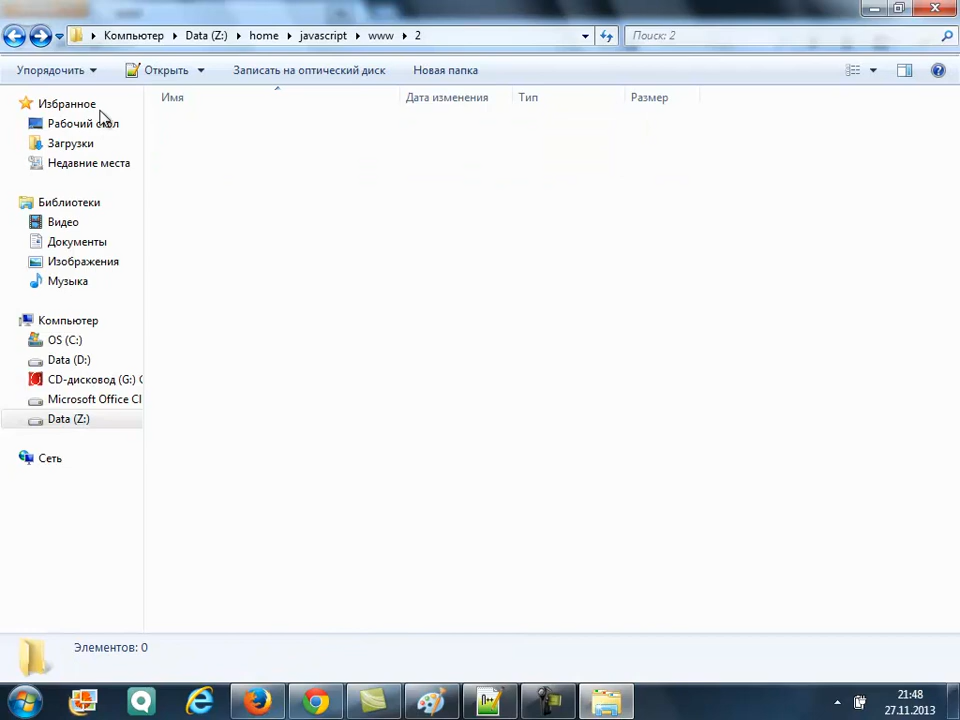 Компьютер Data (Z:) home javascript www 2 Поиск: 2
Упорядочить Открыть Записать на оптический диск Новая папка
Имя Дата изменения Тип Размер
Избранное
Рабочий стол
Загрузки
Недавние места
Библиотеки
Видео
Документы
Изображения
Музыка
Компьютер
OS (C:)
Data (D:)
CD-дисковод (G:) C
Microsoft Office Cl
Data (Z:)
Сеть
Элементов: 0
21:48
27.11.2013